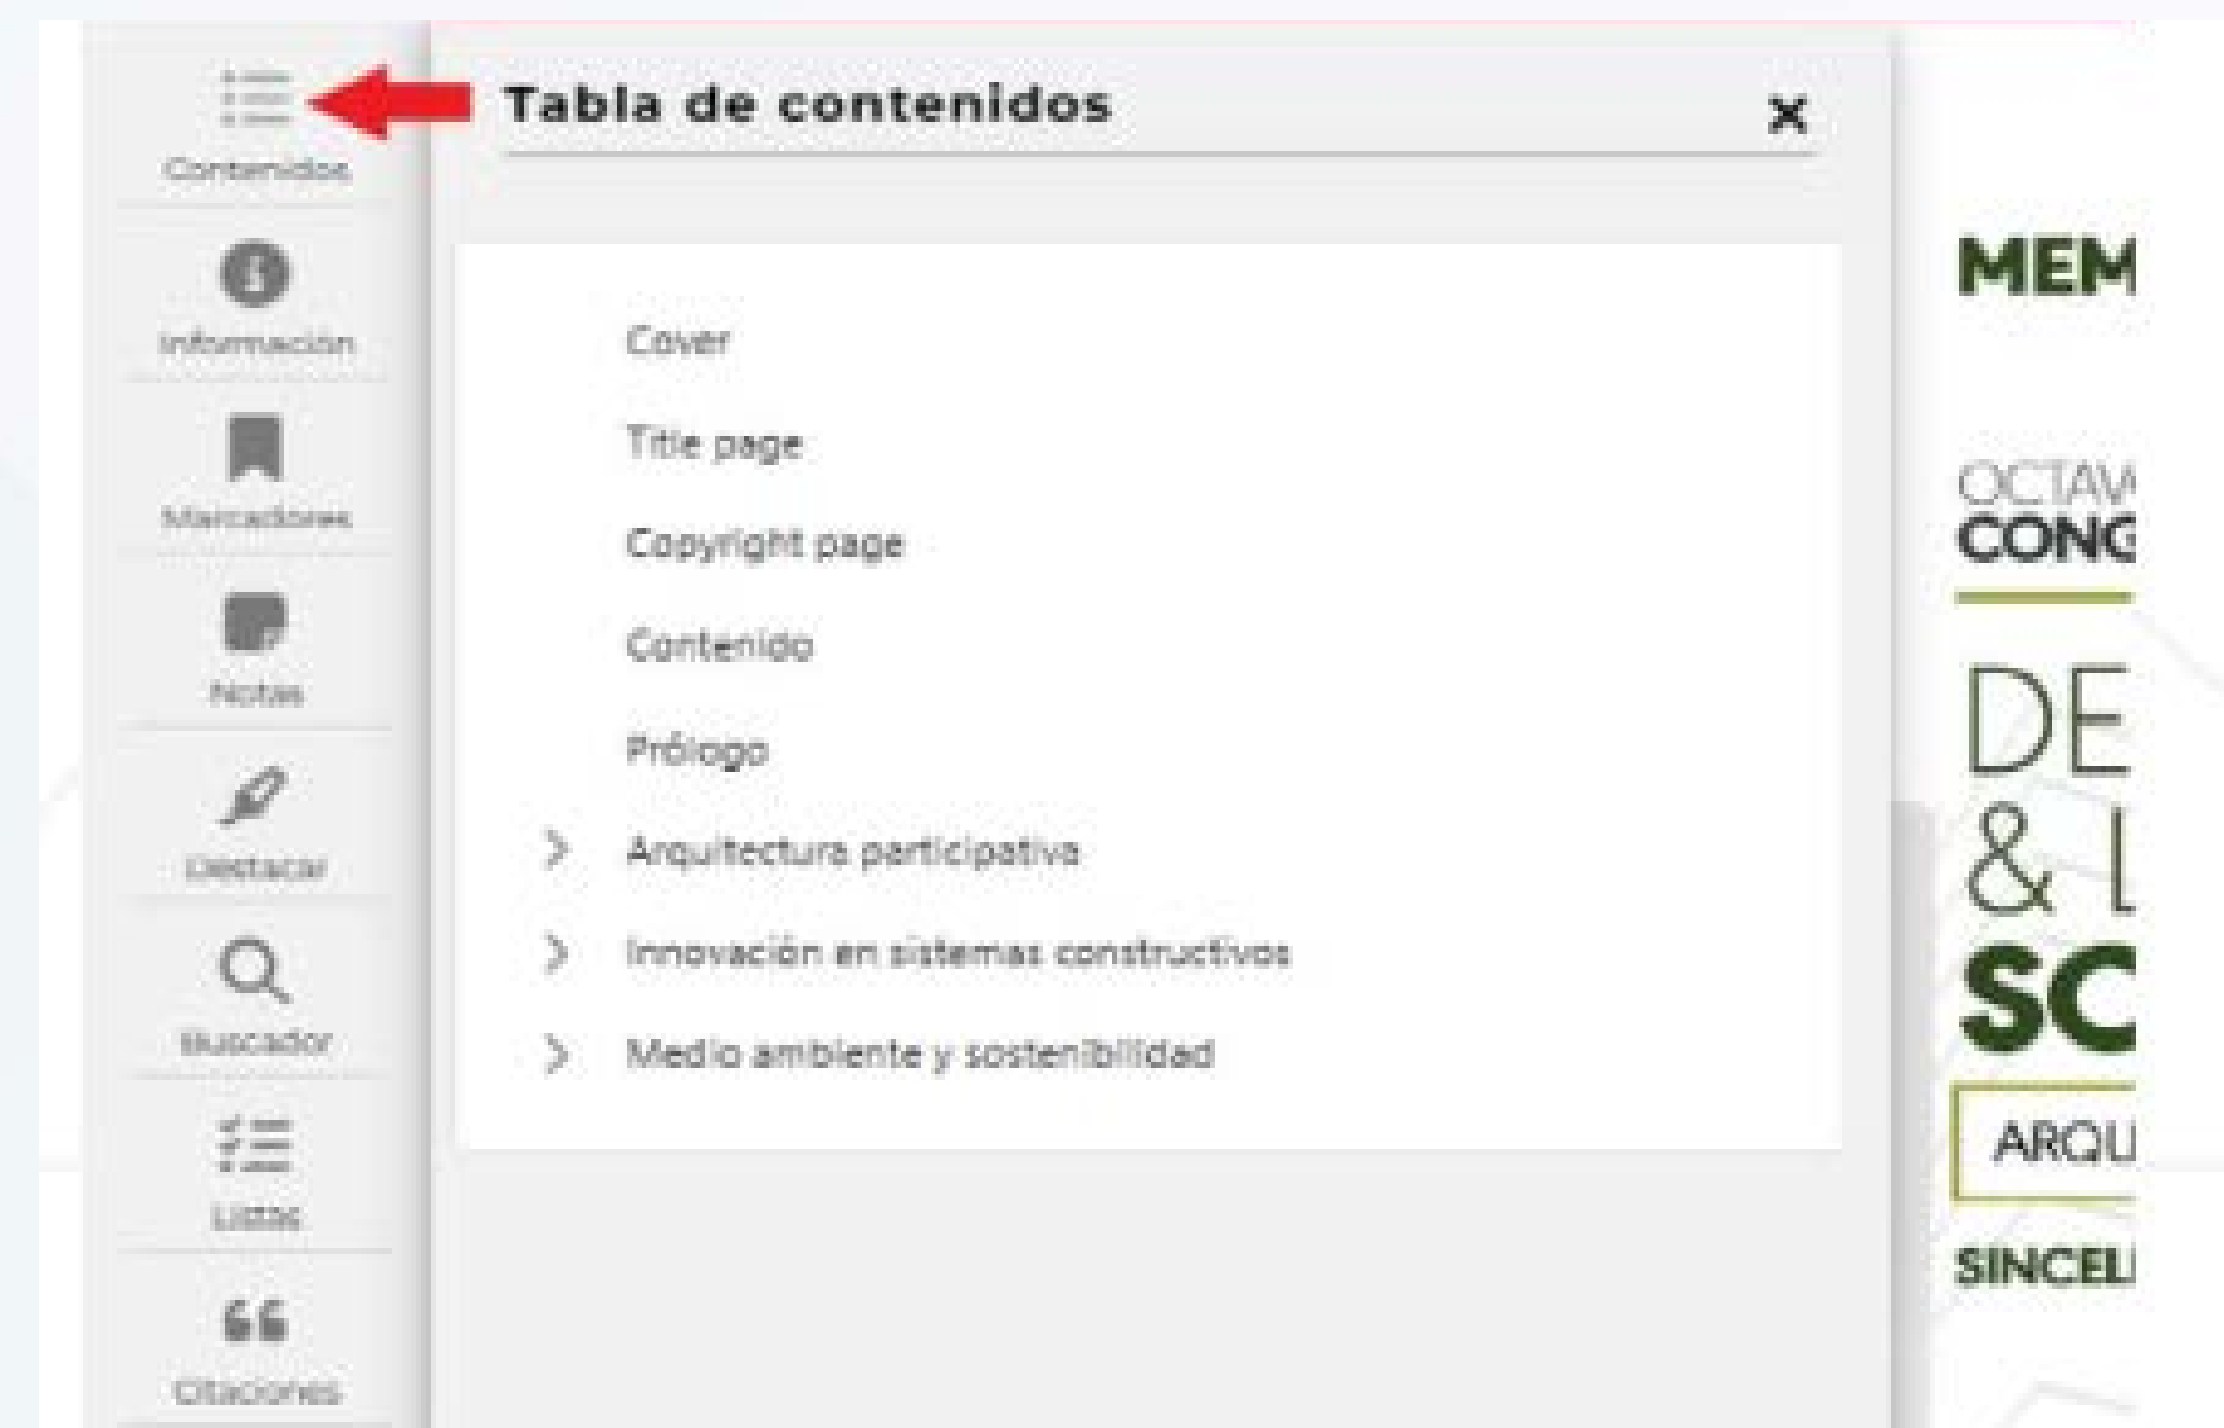 Contenidos
Información
Marcadores
Notas
Destacar
Buscador
Listas
Citaciones
Tabla de contenidos
Cover
Title page
Copyright page
Contenido
Prólogo
Arquitectura participativa
Innovación en sistemas constructivos
Medio ambiente y sostenibilidad
MEM
OCTAV
CONG
DE
& L
SC
ARQU
SINCEL